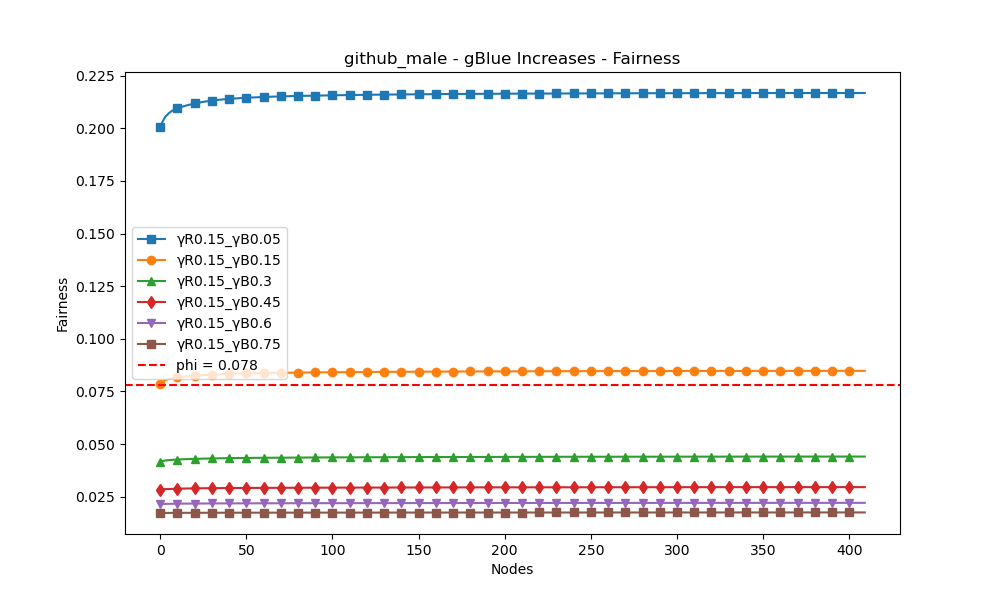 github_male - gBlue Increases - Fairness
Fairness
0.225
0.200
0.175
0.150
0.125
0.100
0.075
0.050
0.025
γR0.15_γB0.05
γR0.15_γB0.15
γR0.15_γB0.3
γR0.15_γB0.45
γR0.15_γB0.6
γR0.15_γB0.75
phi = 0.078
0 50 100 150 200 250 300 350 400
Nodes